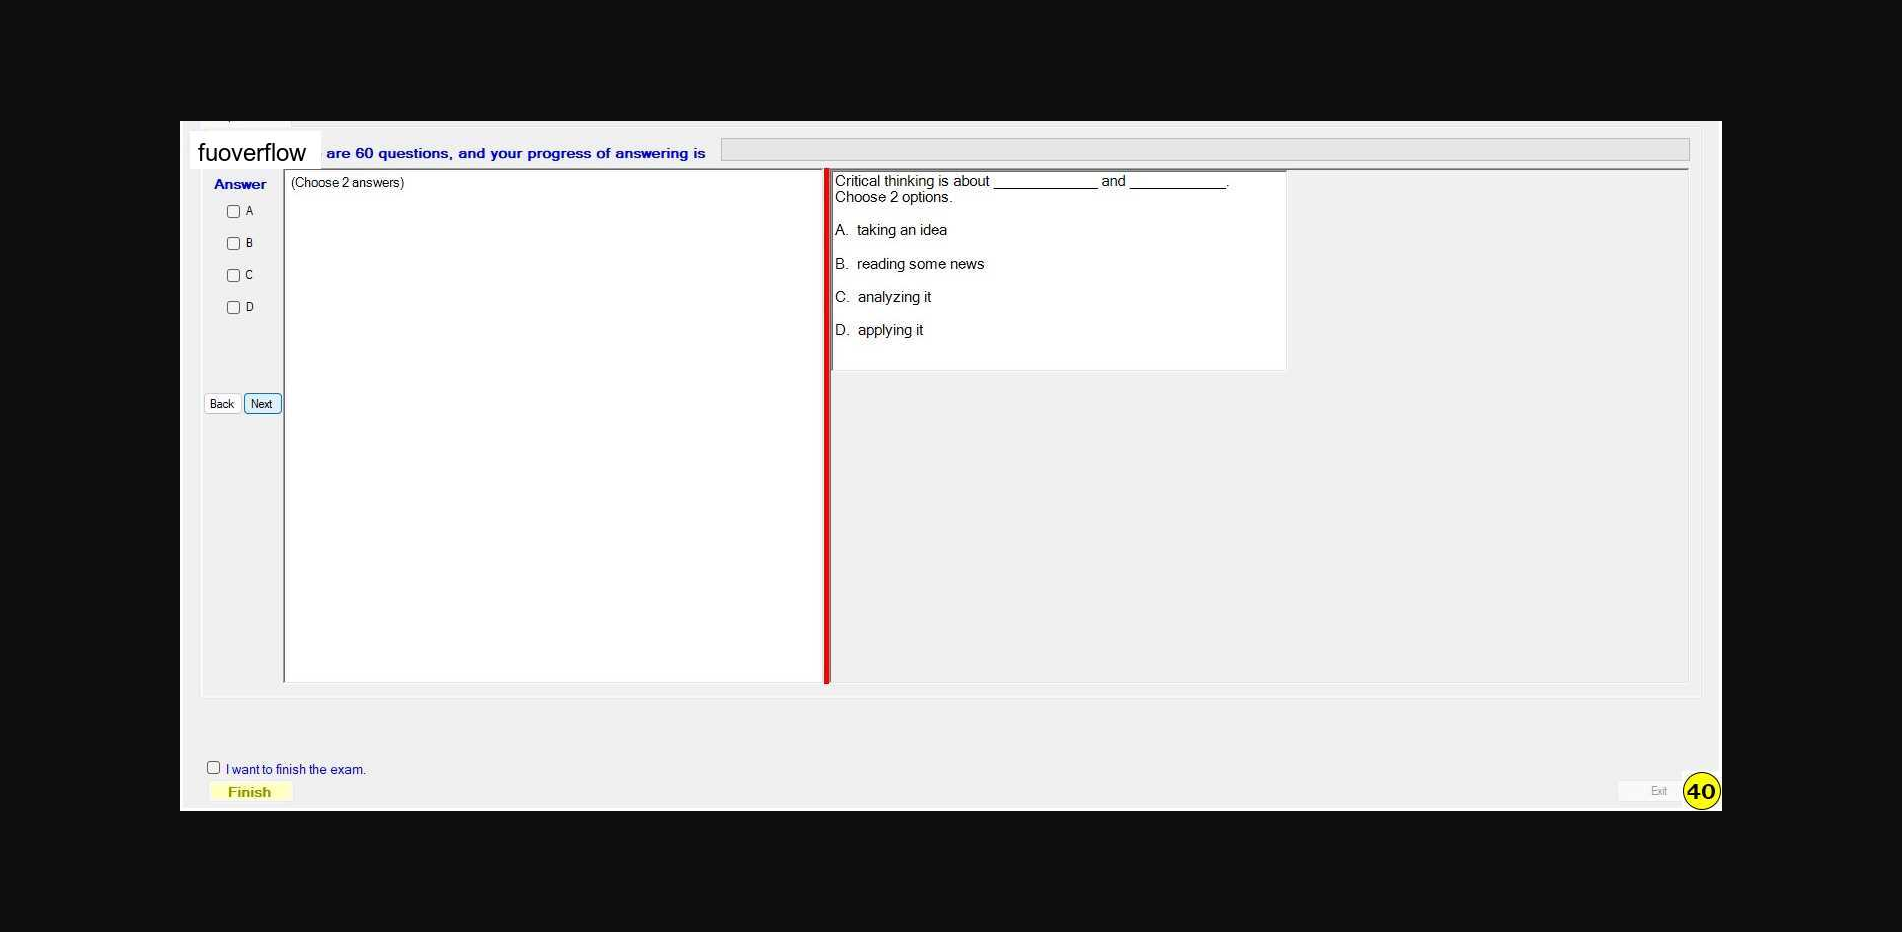 fuoverflow are 60 questions, and your progress of answering is
Answer
A
B
C
D
Back Next
(Choose 2 answers)
Critical thinking is about _____________ and ____________.
Choose 2 options.
A. taking an idea
B. reading some news
C. analyzing it
D. applying it
I want to finish the exam.
Finish
Exit
40